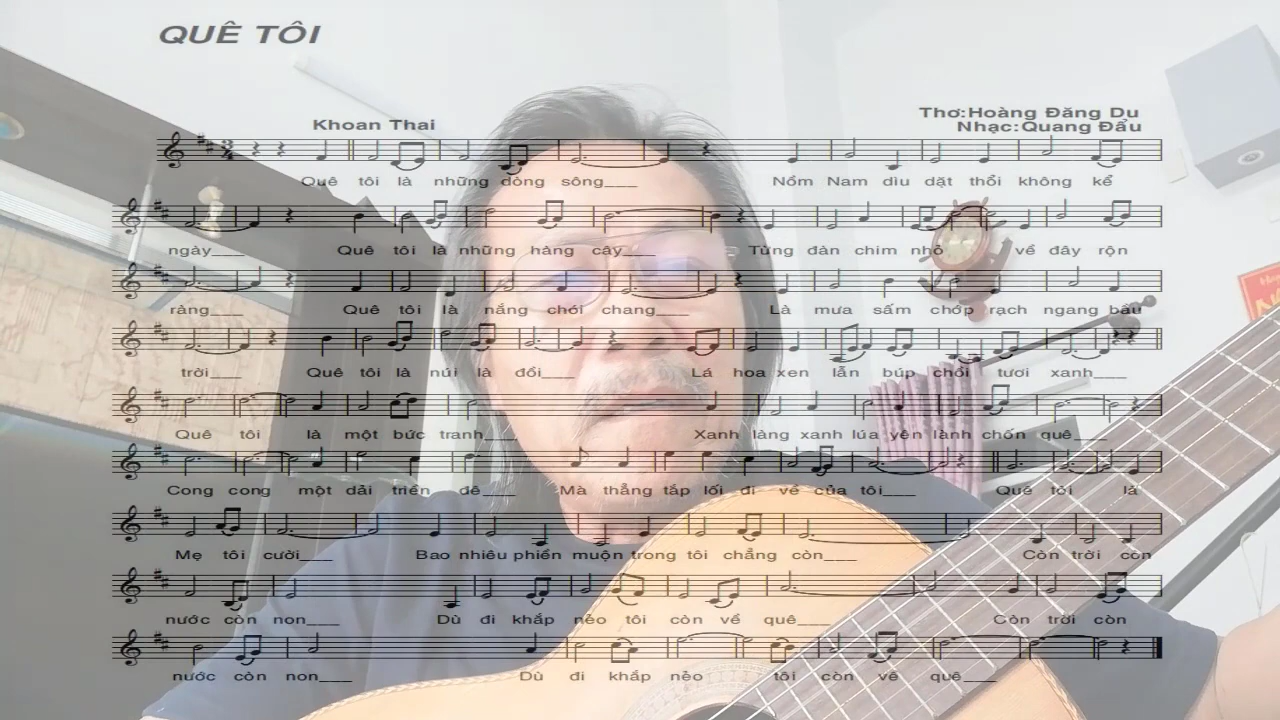 QUÊ TÔI
Thơ:Hoàng Đăng Du
Khoan Thai
Nhạc:Quang Đẩu
Quê tôi là những dòng sông___ Nồm Nam dìu dặt thổi không kể
ngày___ Quê tôi là những hàng cây___ Từng đàn chim nhỏ về đây rộn
ràng___ Quê tôi là nắng chói chang___ Là mưa sấm chớp rạch ngang bầu
trời___ Quê tôi là núi là đồi___ Lá hoa xen lẫn búp chồi tươi xanh___
Quê tôi là một bức tranh___ Xanh làng xanh lúa yên lành chốn quê___
Cong cong một dải triền đê___ Mà thẳng tắp lối đi về của tôi___ Quê tôi là
Mẹ tôi cười___ Bao nhiêu phiền muộn trong tôi chẳng còn___ Còn trời còn
nước còn non___ Dù đi khắp nẻo tôi còn về quê___ Còn trời còn
nước còn non___ Dù đi khắp nẻo tôi còn về quê___